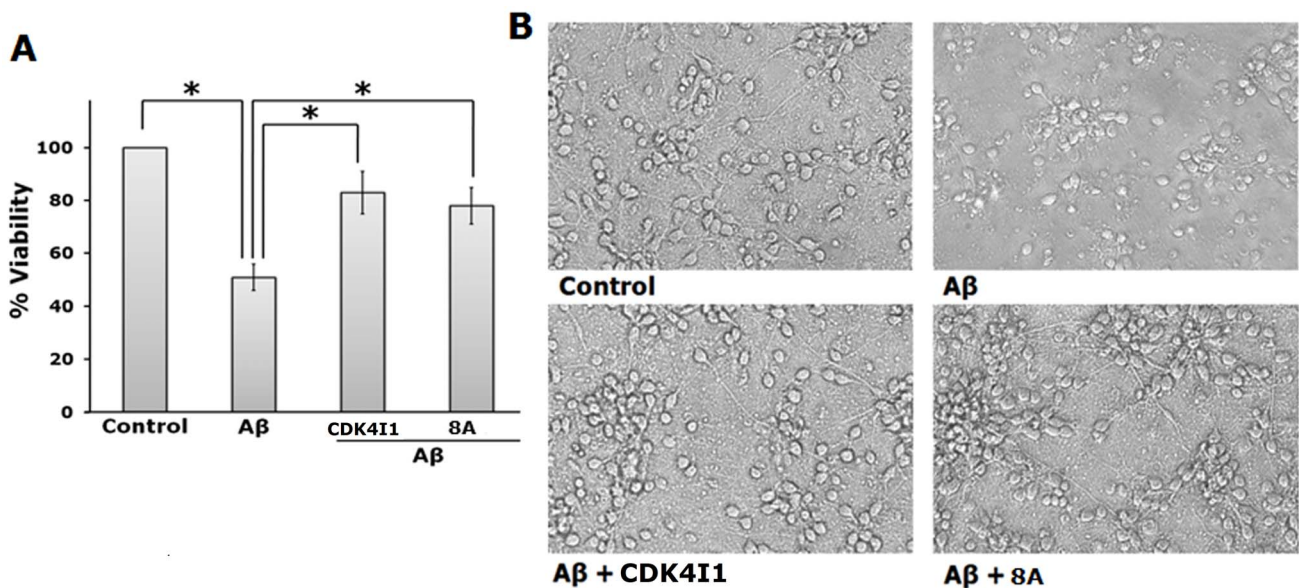 A
*
*
*
% Viability
100
80
60
40
20
0
Control
Aβ
CDK4I1
8A
Aβ
B
Control
Aβ
Aβ + CDK4I1
Aβ + 8A